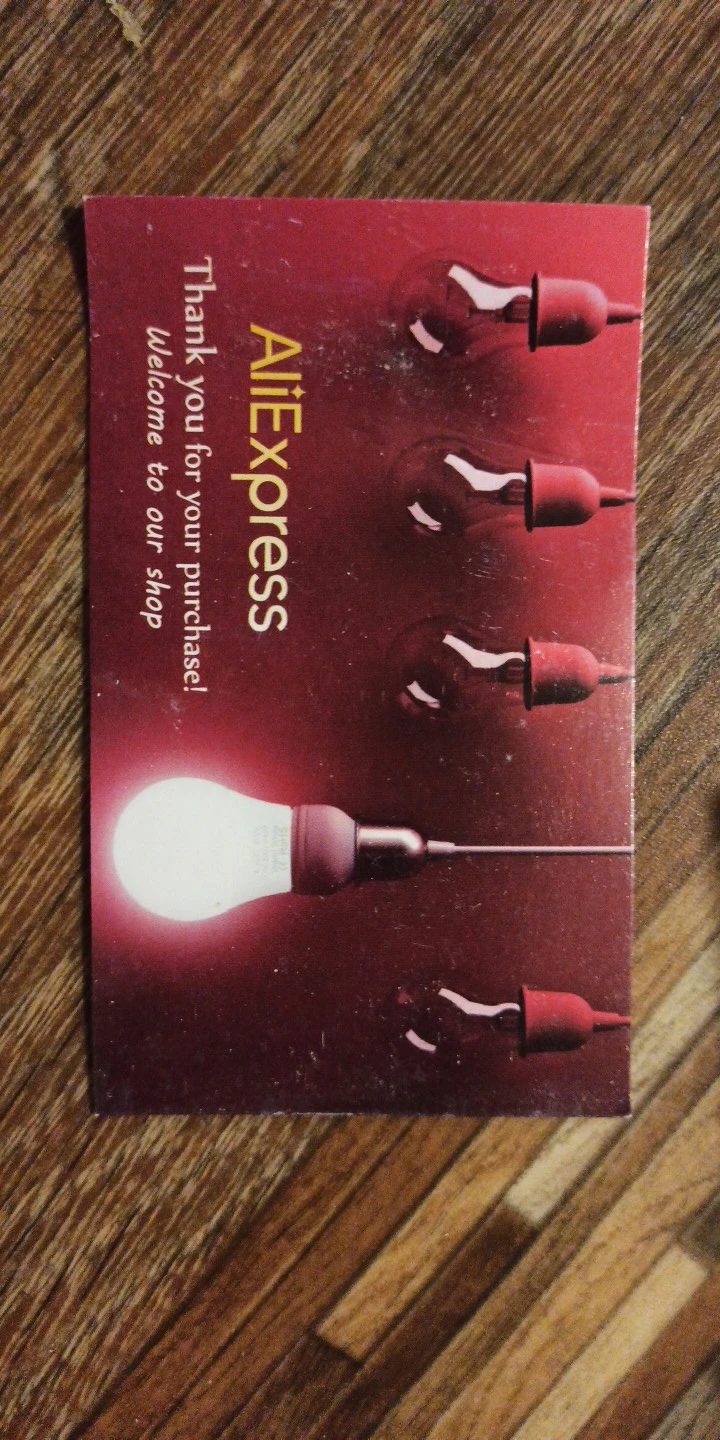 AliExpress
Thank you for your purchase!
Welcome to our shop